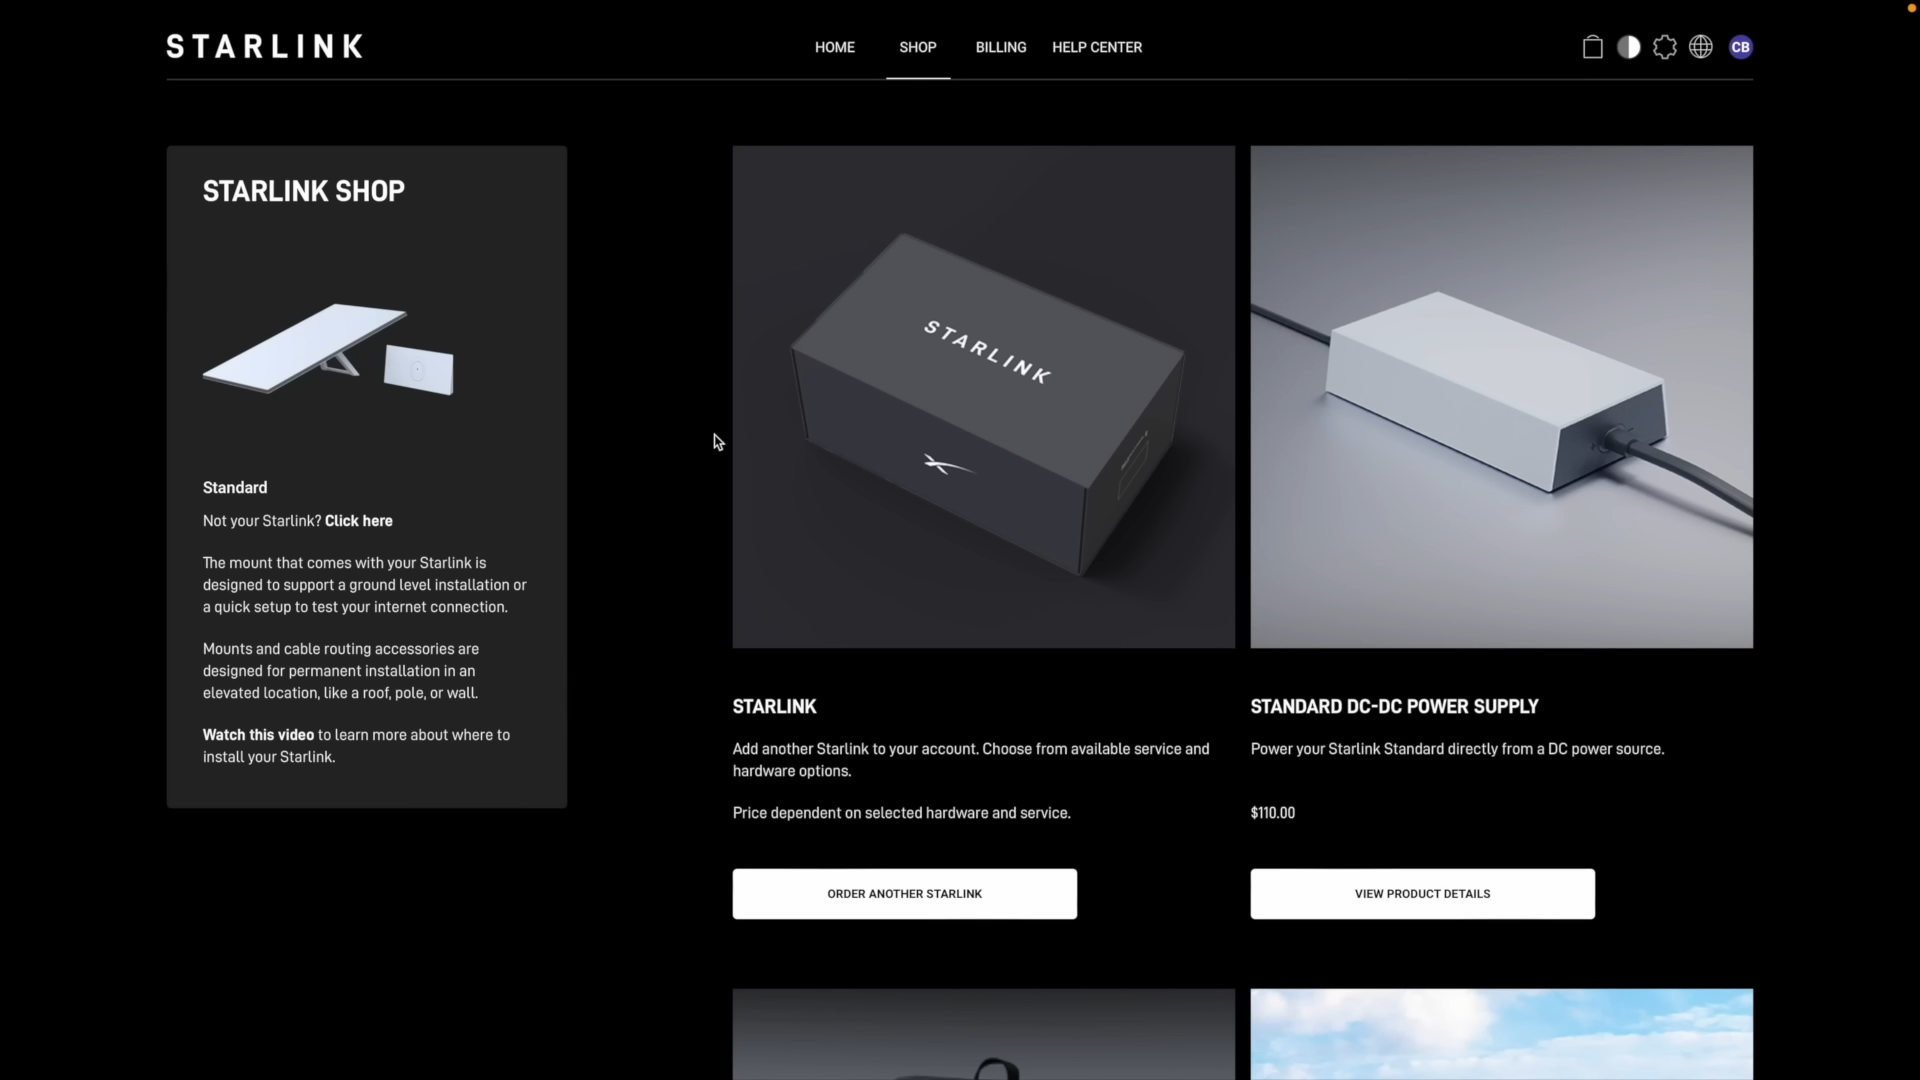 STARLINK
HOME
SHOP
BILLING
HELP CENTER
CB
STARLINK SHOP
Standard
Not your Starlink? Click here
The mount that comes with your Starlink is
designed to support a ground level installation or
a quick setup to test your internet connection.
Mounts and cable routing accessories are
designed for permanent installation in an
elevated location, like a roof, pole, or wall.
Watch this video to learn more about where to
install your Starlink.
STARLINK
STARLINK
Add another Starlink to your account. Choose from available service and
hardware options.
Price dependent on selected hardware and service.
ORDER ANOTHER STARLINK
STANDARD DC-DC POWER SUPPLY
Power your Starlink Standard directly from a DC power source.
$110.00
VIEW PRODUCT DETAILS